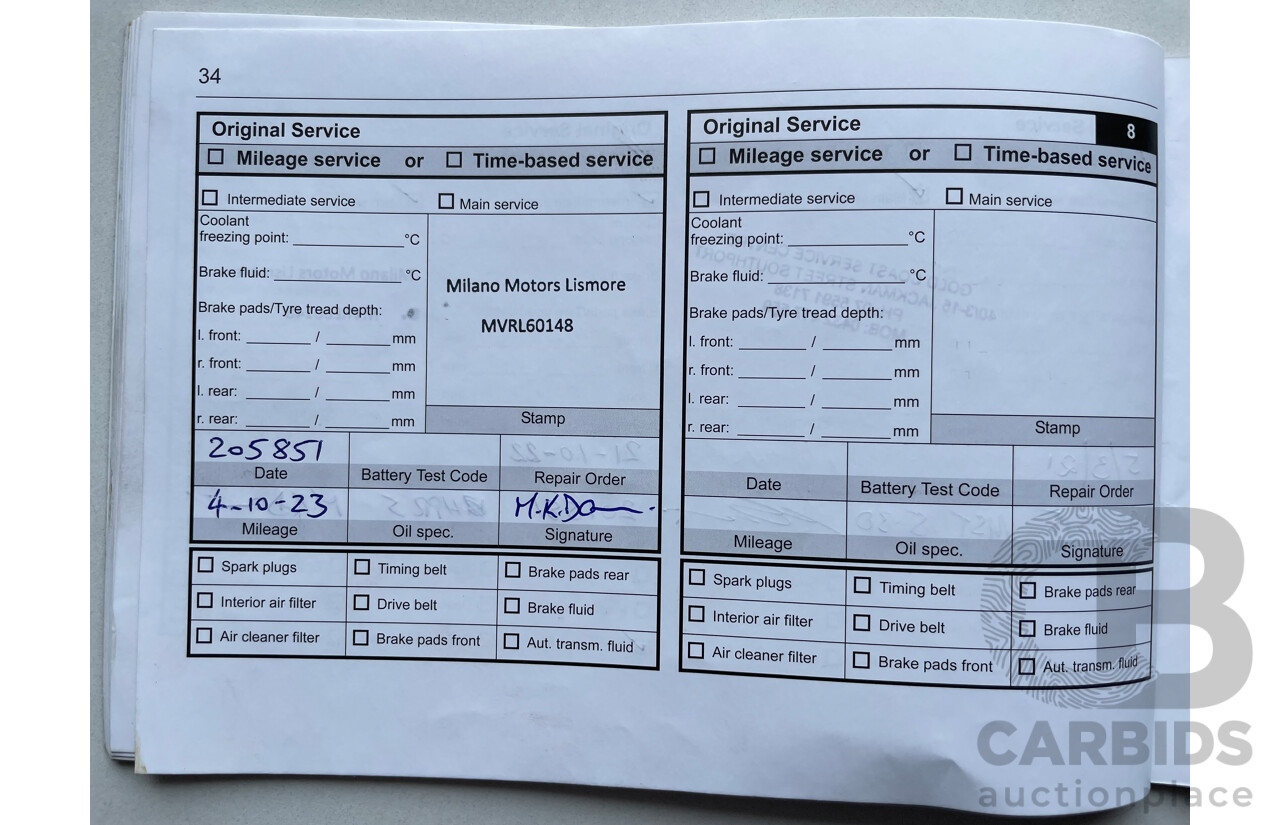 34
Original Service
Mileage service or Time-based service
Intermediate service Main service
Coolant
freezing point: °C
Brake fluid: °C
Brake pads/Tyre tread depth:
l. front: / mm
r. front: / mm
l. rear: / mm
r. rear: / mm
Milano Motors Lismore
MVRL60148
Stamp
205851
Date Battery Test Code Repair Order
4-10-23
Mileage Oil spec. Signature
Spark plugs Timing belt Brake pads rear
Interior air filter Drive belt Brake fluid
Air cleaner filter Brake pads front Aut. transm. fluid
Original Service 8
Mileage service or Time-based service
Intermediate service Main service
Coolant
freezing point: °C
Brake fluid: °C
Brake pads/Tyre tread depth:
l. front: / mm
r. front: / mm
l. rear: / mm
r. rear: / mm
Stamp
Date Battery Test Code Repair Order
Mileage Oil spec. Signature
Spark plugs Timing belt Brake pads rear
Interior air filter Drive belt Brake fluid
Air cleaner filter Brake pads front Aut. transm. fluid
CB
CARBIDS
auctionplace